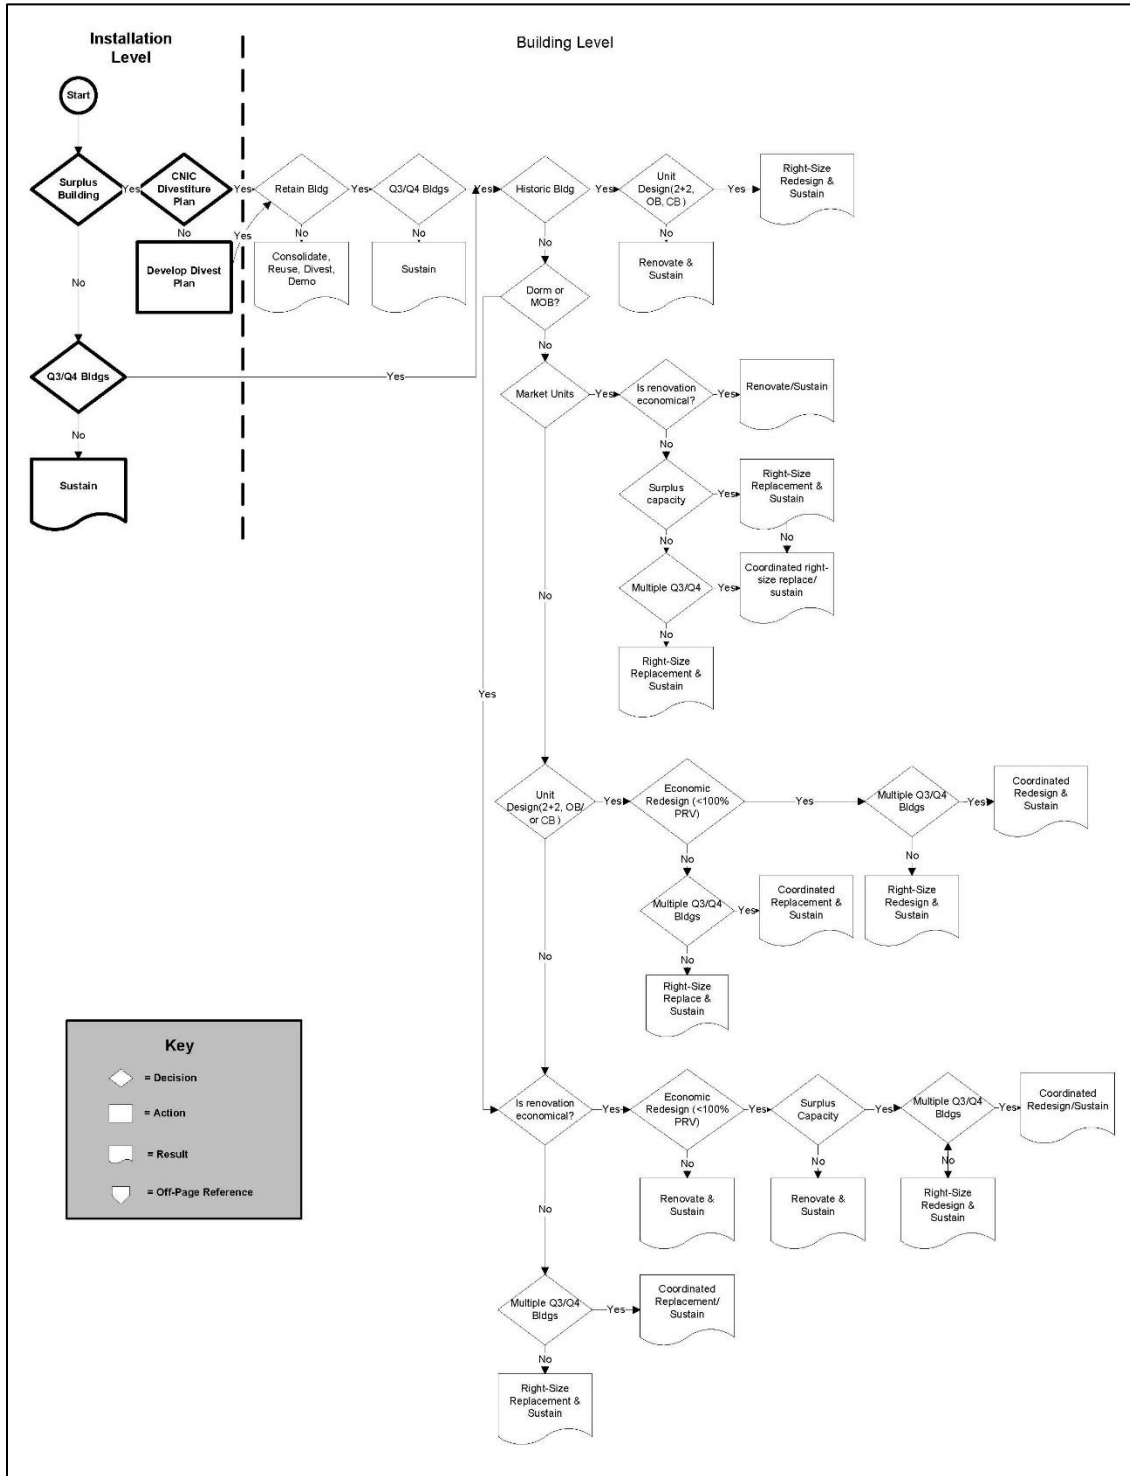 Installation
Level
Building Level
Start
Surplus
Building
Yes
CNIC
Divestiture
Plan
Yes
Retain Bldg
Yes
Q3/Q4 Bldgs
Yes
Historic Bldg
Yes
Unit
Design(2+2,
OB, CB )
Yes
Right-Size
Redesign &
Sustain
No
Yes
No
No
No
No
Develop Divest
Plan
Consolidate,
Reuse, Divest,
Demo
Sustain
Renovate &
Sustain
No
Dorm or
MOB?
No
Q3/Q4 Bldgs
Yes
Market Units
Yes
Is renovation
economical?
Yes
Renovate/Sustain
No
No
Sustain
Surplus
capacity
Yes
Right-Size
Replacement &
Sustain
No
No
Multiple Q3/Q4
Yes
Coordinated right-
size replace/
sustain
No
No
Right-Size
Replacement &
Sustain
Yes
Unit
Design(2+2, OB/
or CB )
Yes
Economic
Redesign (<100%
PRV)
Yes
Multiple Q3/Q4
Bldgs
Yes
Coordinated
Redesign &
Sustain
No
No
Multiple Q3/Q4
Bldgs
Yes
Coordinated
Replacement &
Sustain
Right-Size
Redesign &
Sustain
No
No
Right-Size
Replace &
Sustain
Key
= Decision
= Action
= Result
= Off-Page Reference
Is renovation
economical?
Yes
Economic
Redesign (<100%
PRV)
Yes
Surplus
Capacity
Yes
Multiple Q3/Q4
Bldgs
Yes
Coordinated
Redesign/Sustain
No
No
No
Renovate &
Sustain
Renovate &
Sustain
Right-Size
Redesign &
Sustain
No
Multiple Q3/Q4
Bldgs
Yes
Coordinated
Replacement/
Sustain
No
Right-Size
Replacement &
Sustain